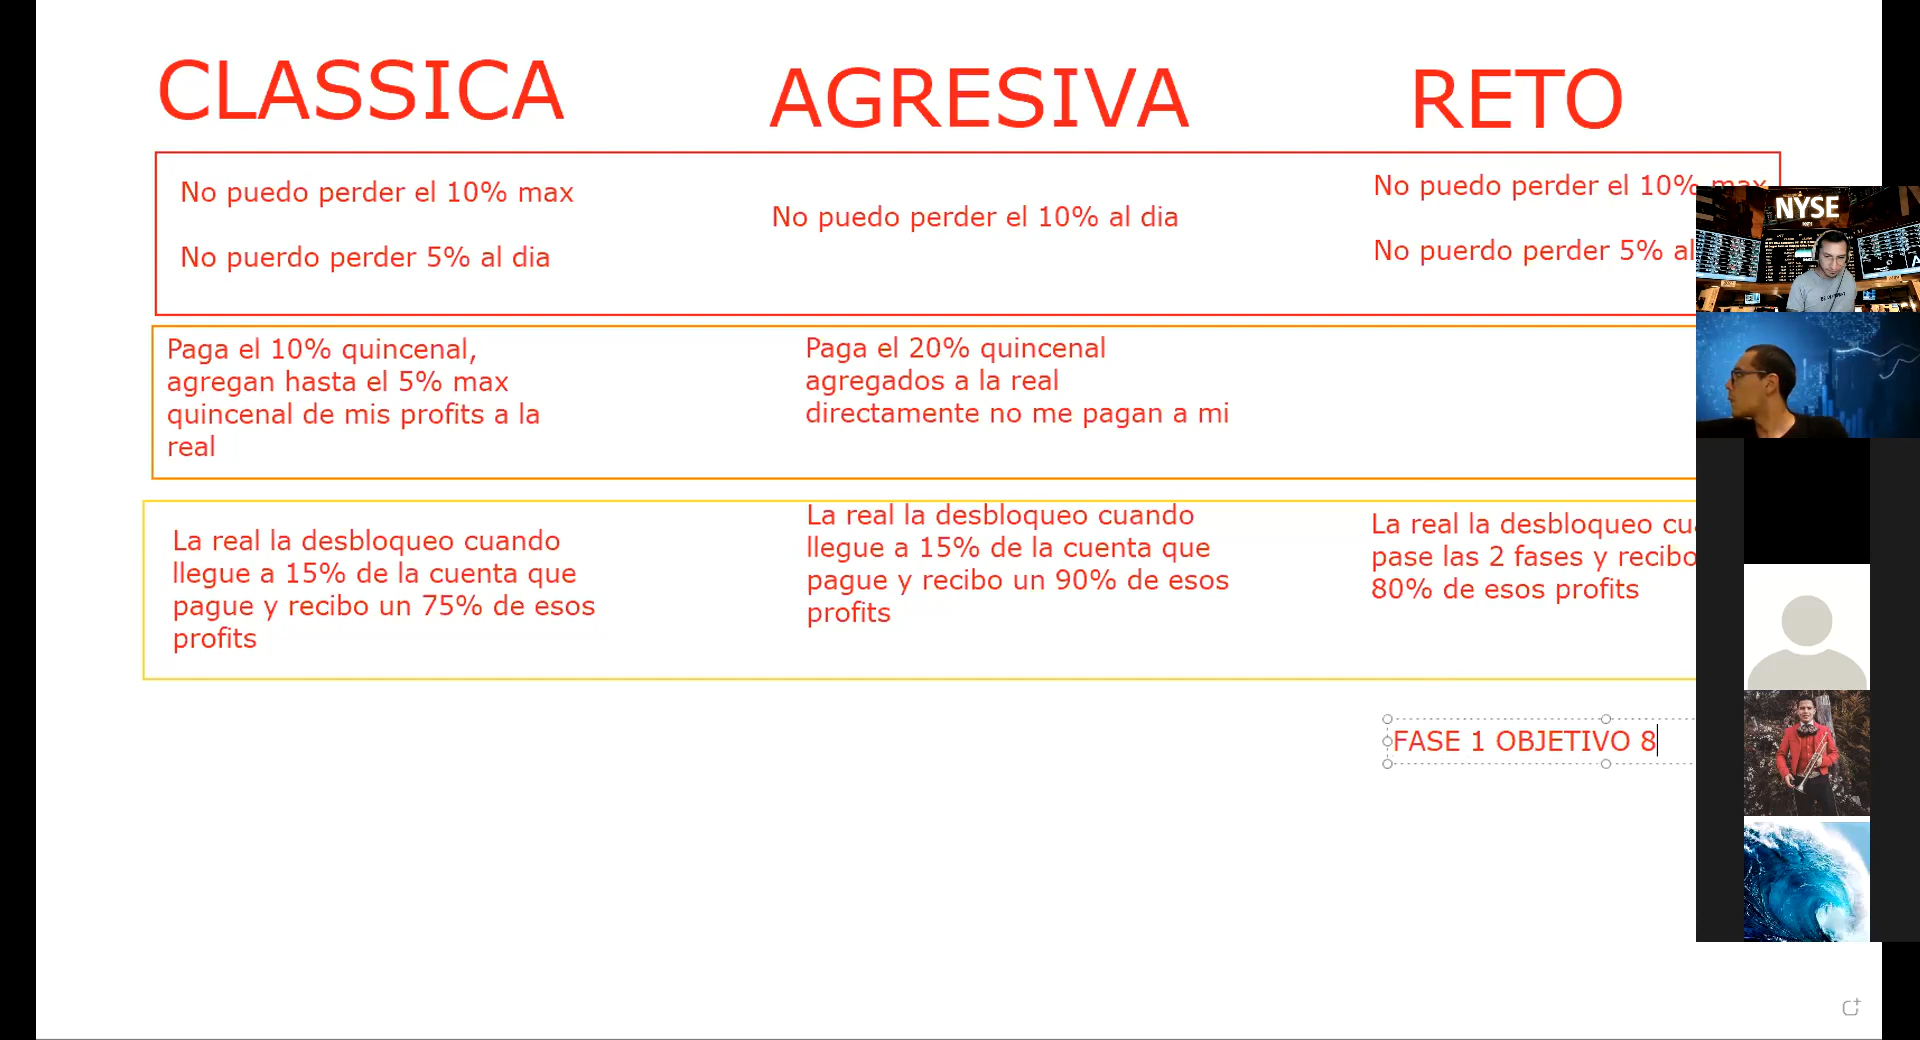 CLASSICA
AGRESIVA
RETO
No puedo perder el 10% max
No puerdo perder 5% al dia
No puedo perder el 10% al dia
No puedo perder el 10% max
No puerdo perder 5% al
Paga el 10% quincenal,
agregan hasta el 5% max
quincenal de mis profits a la
real
Paga el 20% quincenal
agregados a la real
directamente no me pagan a mi
La real la desbloqueo cuando
llegue a 15% de la cuenta que
pague y recibo un 75% de esos
profits
La real la desbloqueo cuando
llegue a 15% de la cuenta que
pague y recibo un 90% de esos
profits
La real la desbloqueo
pase las 2 fases y recibo
80% de esos profits
FASE 1 OBJETIVO 8
NYSE